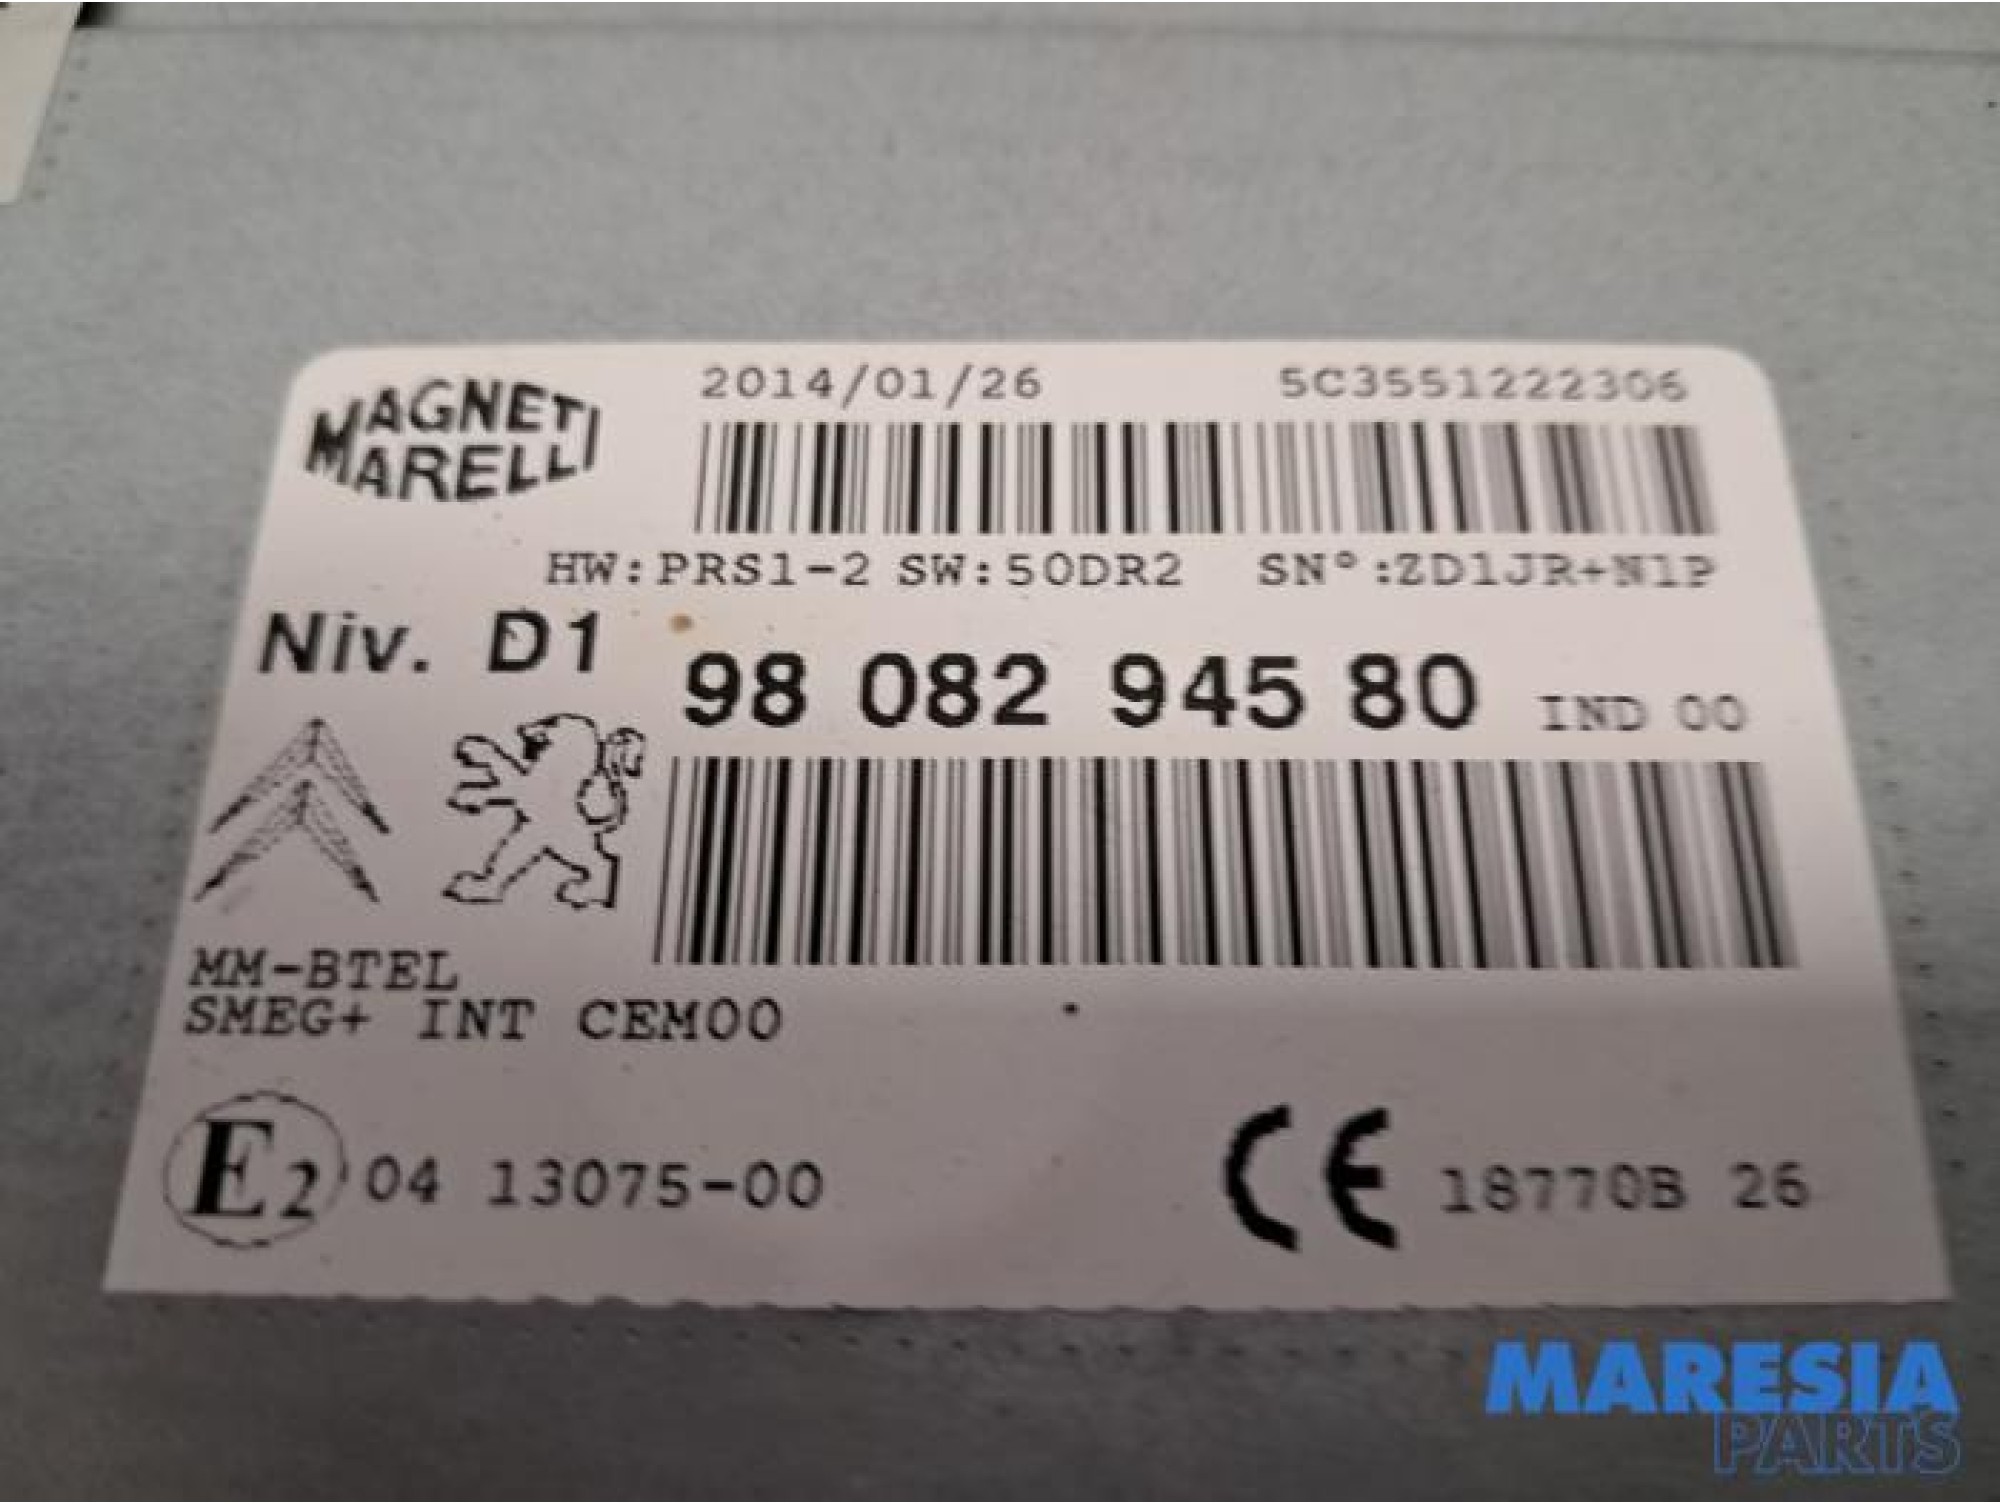 MAGNETI
MARELLI
2014/01/26 5C3551222306
HW:PRS1-2 SW:50DR2 SN°:ZD1JR+N1P
Niv. D1 98 082 945 80 IND 00
MM-BTEL
SMEG+ INT CEM00
E2 04 13075-00 CE 18770B 26
MARESIA
PARTS